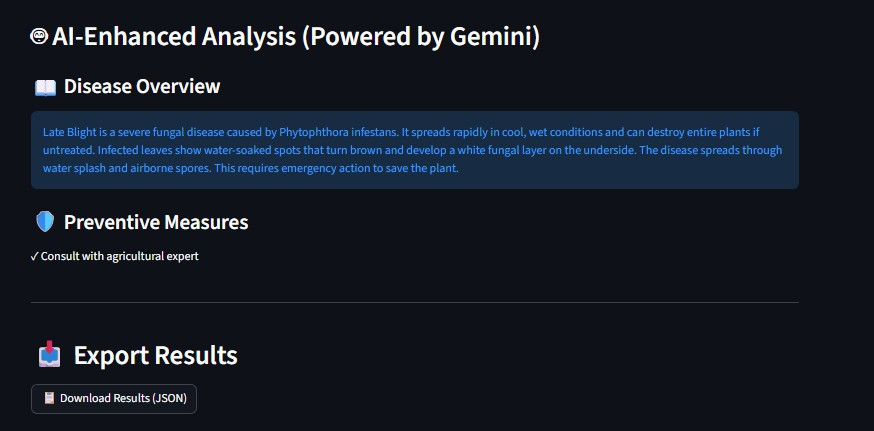 AI-Enhanced Analysis (Powered by Gemini)
Disease Overview
Late Blight is a severe fungal disease caused by Phytophthora infestans. It spreads rapidly in cool, wet conditions and can destroy entire plants if
untreated. Infected leaves show water-soaked spots that turn brown and develop a white fungal layer on the underside. The disease spreads through
water splash and airborne spores. This requires emergency action to save the plant.
Preventive Measures
✓ Consult with agricultural expert
Export Results
Download Results (JSON)